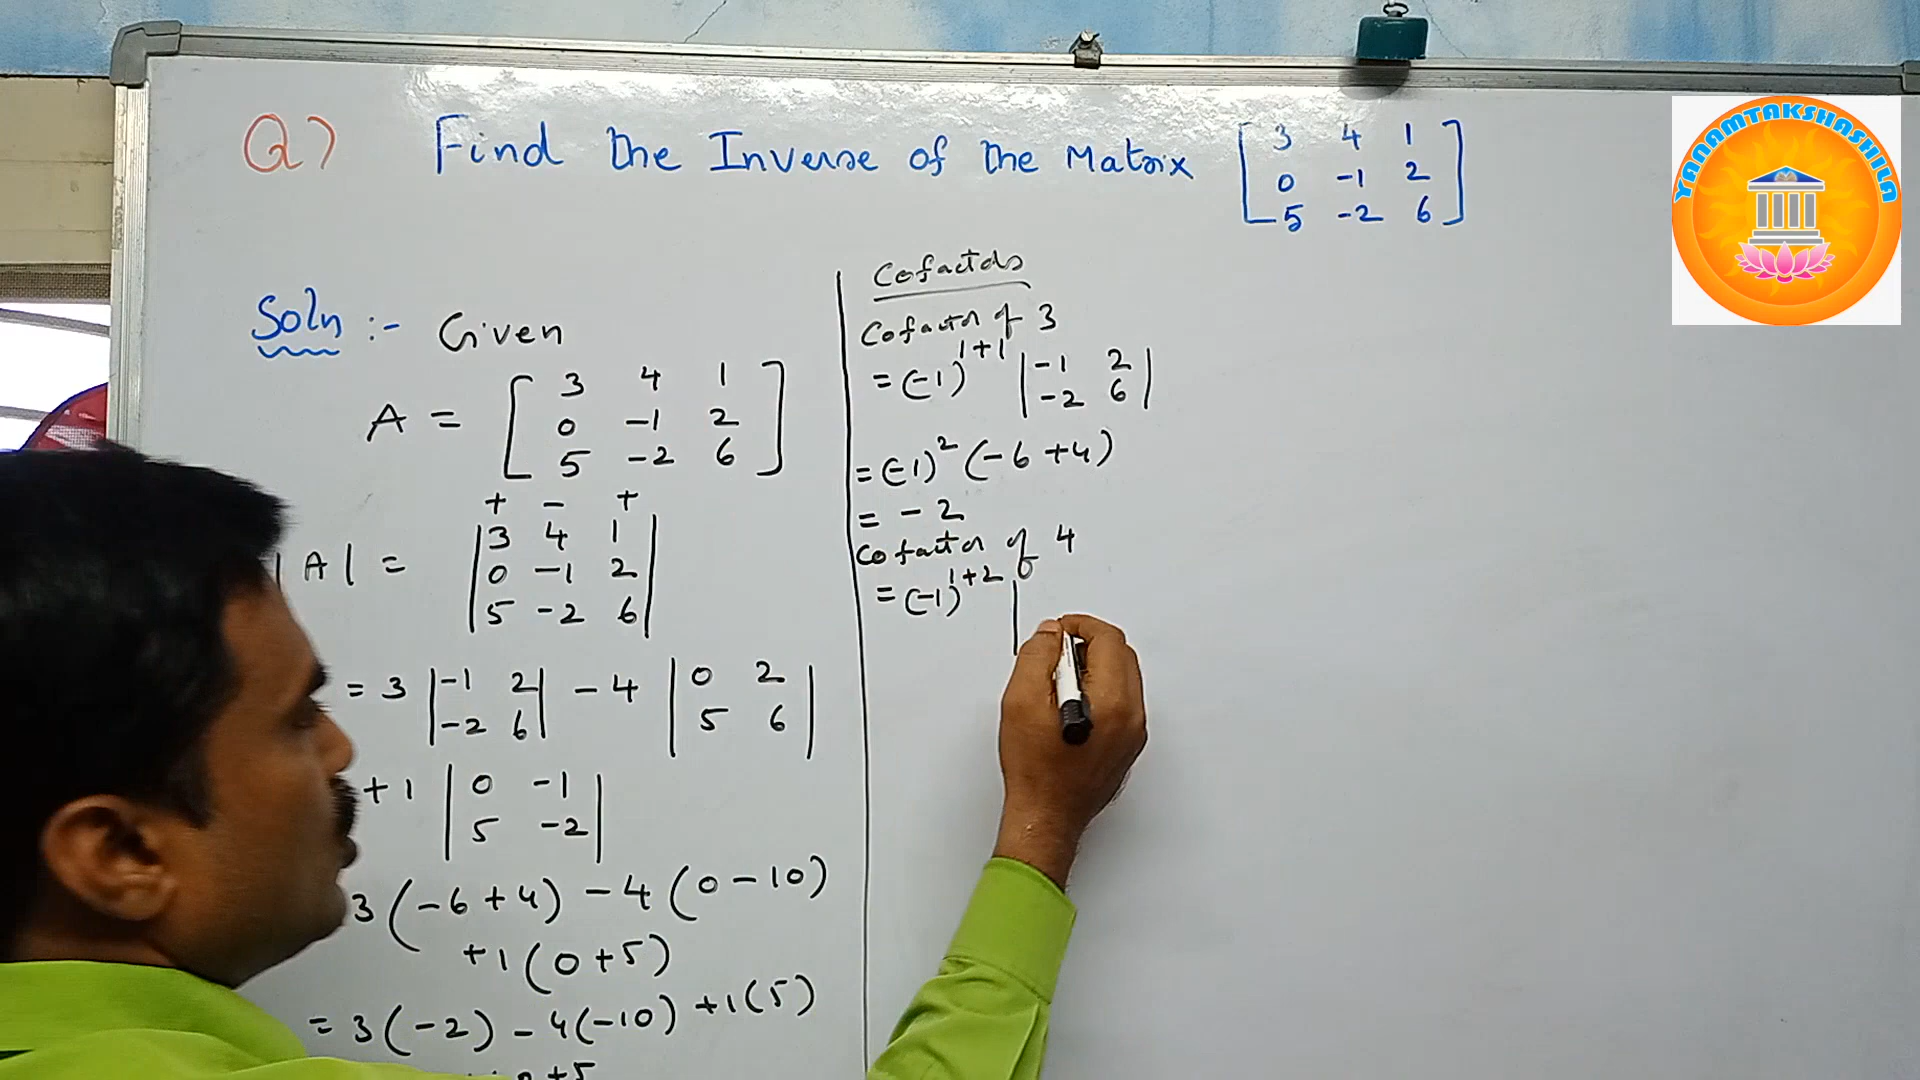 Q7 Find the Inverse of the Matrix [3 4 1
0 -1 2
5 -2 6]
YANAMTAKSHASHILA
Soln :- Given
A = [3 4 1
0 -1 2
5 -2 6]
+ - +
|A| = |3 4 1
0 -1 2
5 -2 6|
= 3 |-1 2
-2 6| - 4 |0 2
5 6|
+1 |0 -1
5 -2|
3(-6+4) -4(0-10)
+1(0+5)
= 3(-2) -4(-10) +1(5)
+5
Cofactors
Cofactor of 3
= (-1)^1+1 |-1 2
-2 6|
= (-1)^2 (-6+4)
= -2
Cofactor of 4
= (-1)^1+2 |